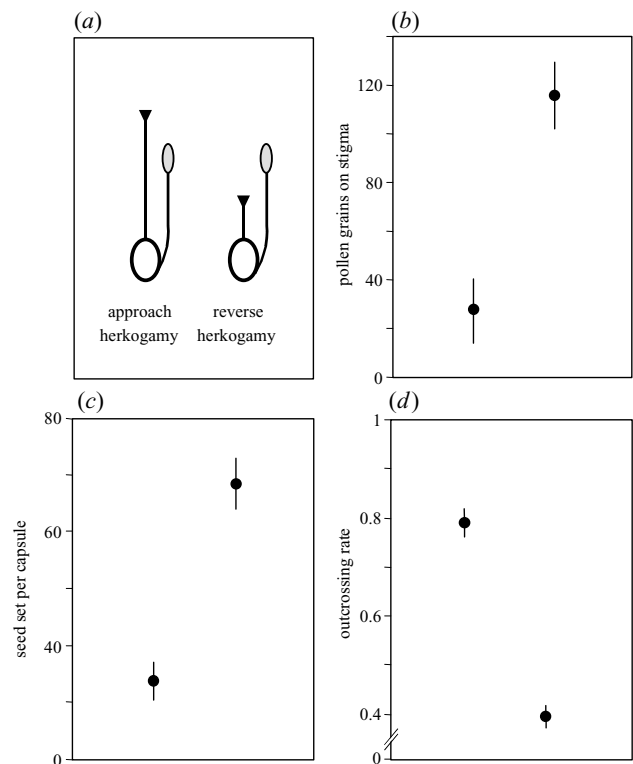 (a)
approach
herkogamy
reverse
herkogamy
(b)
pollen grains on stigma
120
80
40
0
(c)
seed set per capsule
80
60
40
0
(d)
outcrossing rate
1
0.8
0.6
0.4
0